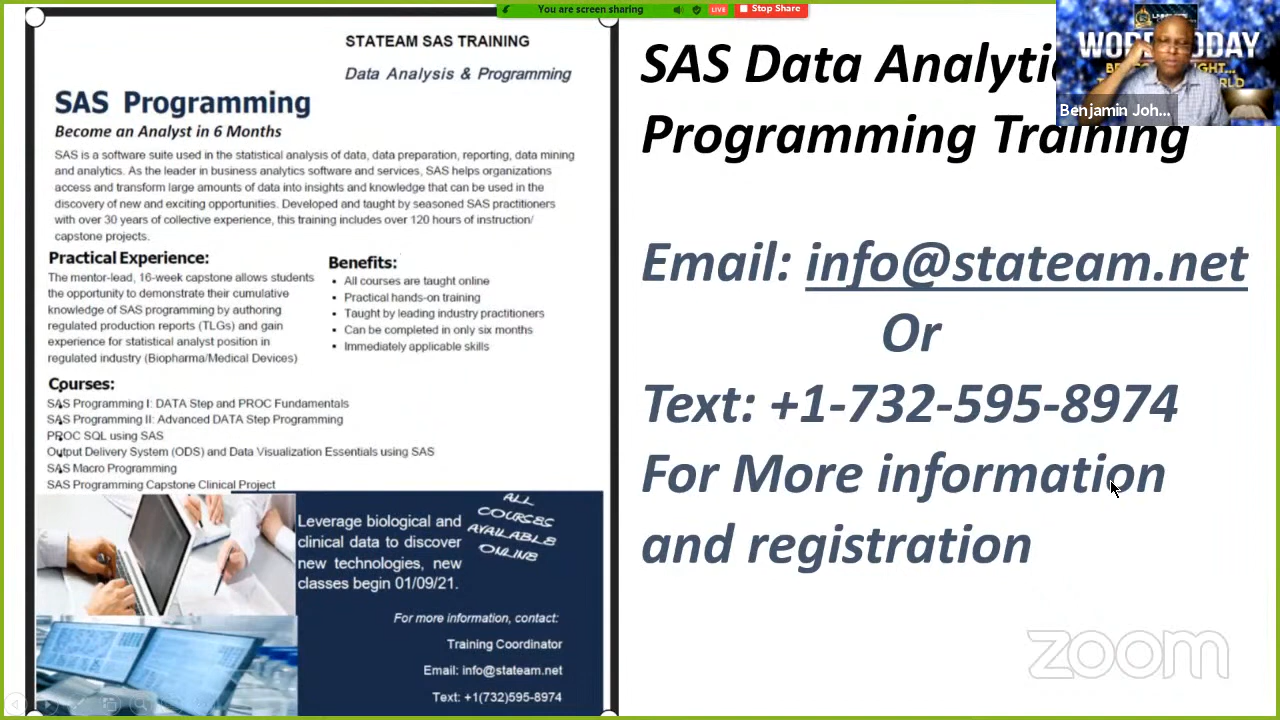 You are screen sharing
LIVE
Stop Share
STATEAM SAS TRAINING
Data Analysis & Programming
SAS Programming
Become an Analyst in 6 Months
SAS is a software suite used in the statistical analysis of data, data preparation, reporting, data mining
and analytics. As the leader in business analytics software and services, SAS helps organizations
access and transform large amounts of data into insights and knowledge that can be used in the
discovery of new and exciting opportunities. Developed and taught by seasoned SAS practitioners
with over 30 years of collective experience, this training includes over 120 hours of instruction/
capstone projects.
Practical Experience:
The mentor-lead, 16-week capstone allows students
the opportunity to demonstrate their cumulative
knowledge of SAS programming by authoring
regulated production reports (TLGs) and gain
experience for statistical analyst position in
regulated industry (Biopharma/Medical Devices)
Benefits:
All courses are taught online
Practical hands-on training
Taught by leading industry practitioners
Can be completed in only six months
Immediately applicable skills
Courses:
SAS Programming I: DATA Step and PROC Fundamentals
SAS Programming II: Advanced DATA Step Programming
PROC SQL using SAS
Output Delivery System (ODS) and Data Visualization Essentials using SAS
SAS Macro Programming
SAS Programming Capstone Clinical Project
Leverage biological and
clinical data to discover
new technologies, new
classes begin 01/09/21.
ALL
COURSES
AVAILABLE
ONLINE
For more information, contact:
Training Coordinator
Email: info@stateam.net
Text: +1(732)595-8974
SAS Data Analyti
Programming Training
Email: info@stateam.net
Or
Text: +1-732-595-8974
For More information
and registration
Benjamin Joh...
zoom